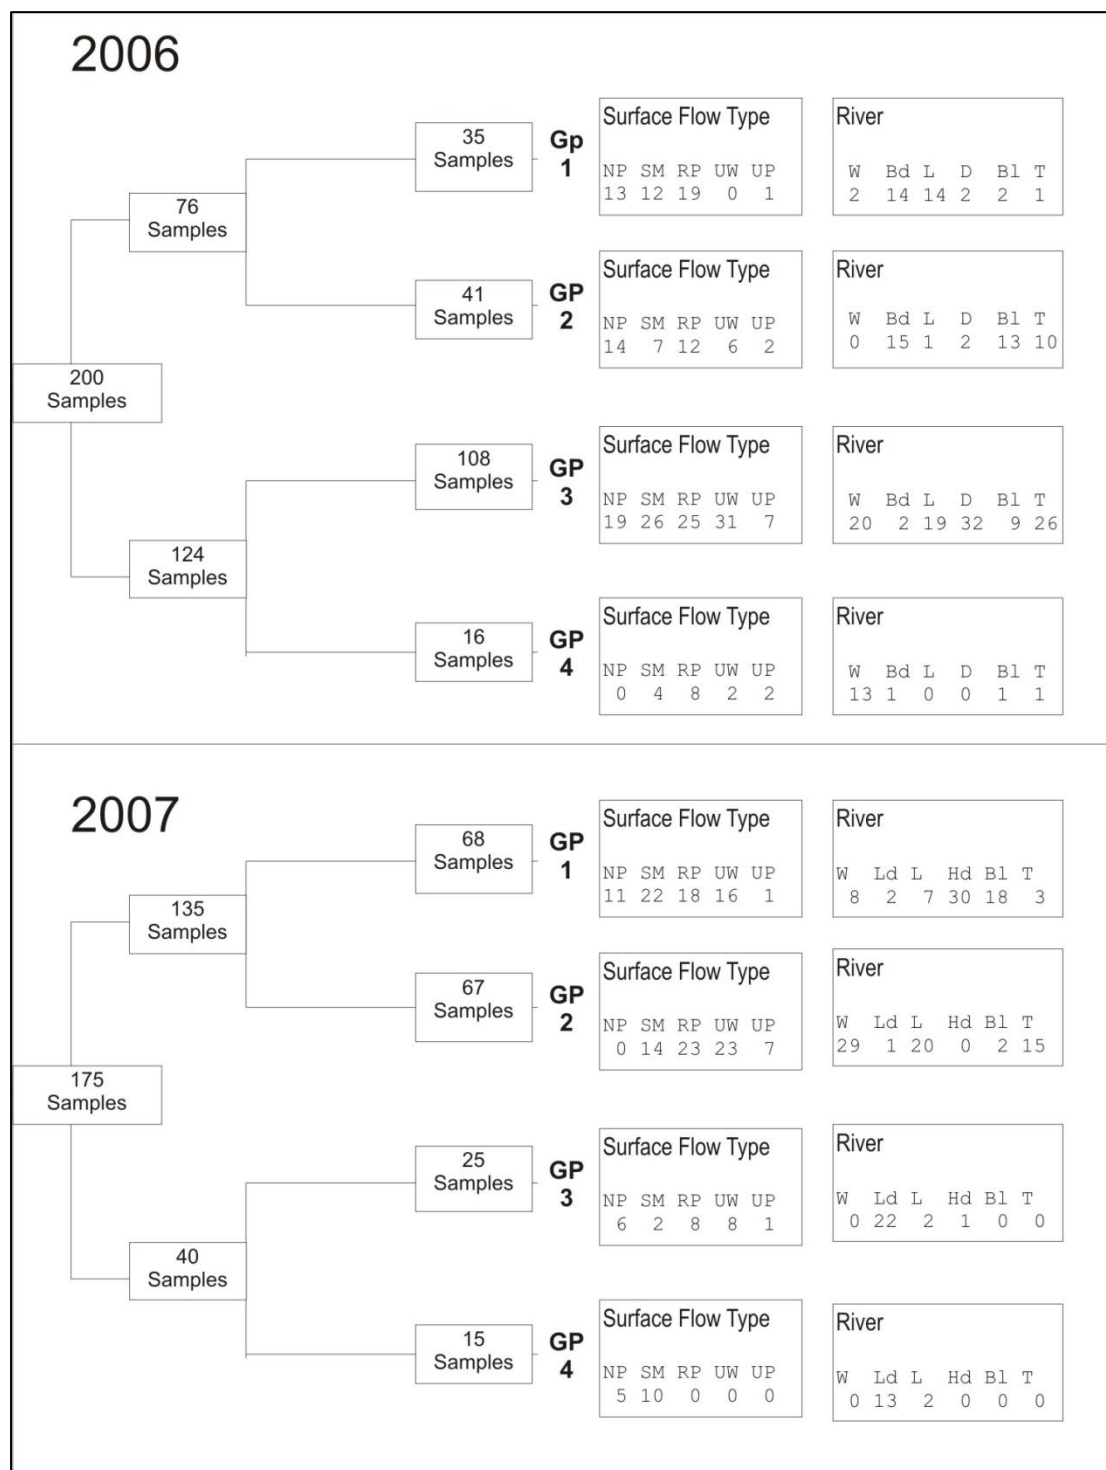 2006
35
Samples
Gp
1
Surface Flow Type
NP SM RP UW UP
13 12 19 0 1
River
W Bd L D Bl T
2 14 14 2 2 1
76
Samples
41
Samples
GP
2
Surface Flow Type
NP SM RP UW UP
14 7 12 6 2
River
W Bd L D Bl T
0 15 1 2 13 10
200
Samples
108
Samples
GP
3
Surface Flow Type
NP SM RP UW UP
19 26 25 31 7
River
W Bd L D Bl T
20 2 19 32 9 26
124
Samples
16
Samples
GP
4
Surface Flow Type
NP SM RP UW UP
0 4 8 2 2
River
W Bd L D Bl T
13 1 0 0 1 1
2007
68
Samples
GP
1
Surface Flow Type
NP SM RP UW UP
11 22 18 16 1
River
W Ld L Hd Bl T
8 2 7 30 18 3
135
Samples
67
Samples
GP
2
Surface Flow Type
NP SM RP UW UP
0 14 23 23 7
River
W Ld L Hd Bl T
29 1 20 0 2 15
175
Samples
25
Samples
GP
3
Surface Flow Type
NP SM RP UW UP
6 2 8 8 1
River
W Ld L Hd Bl T
0 22 2 1 0 0
40
Samples
15
Samples
GP
4
Surface Flow Type
NP SM RP UW UP
5 10 0 0 0
River
W Ld L Hd Bl T
0 13 2 0 0 0